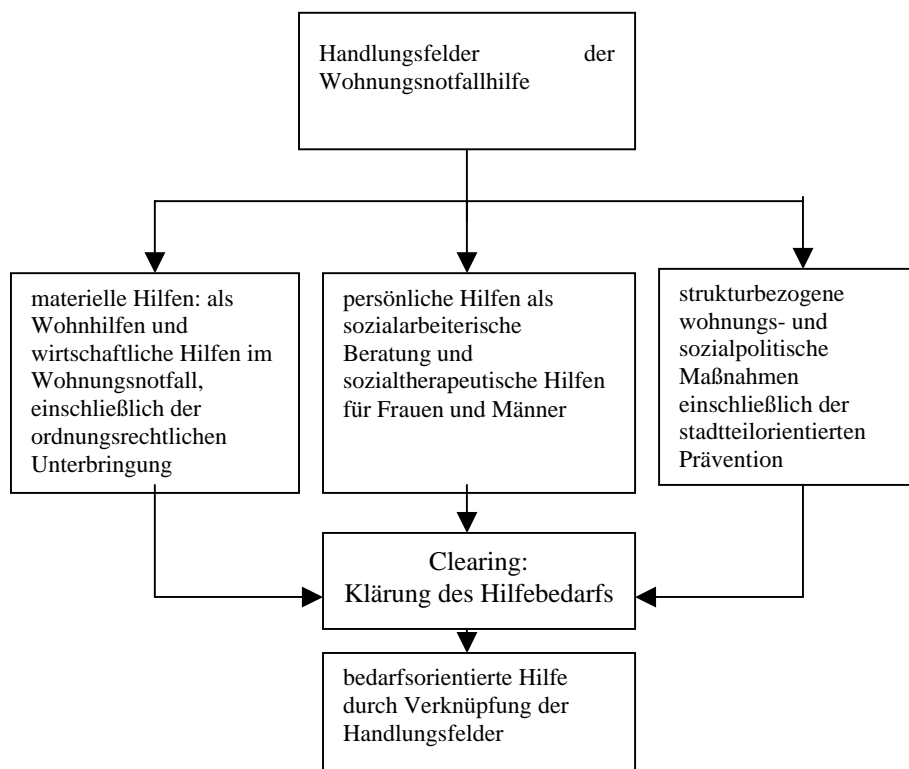 Handlungsfelder der
Wohnungsnotfallhilfe
materielle Hilfen: als
Wohnhilfen und
wirtschaftliche Hilfen im
Wohnungsnotfall,
einschließlich der
ordnungsrechtlichen
Unterbringung
persönliche Hilfen als
sozialarbeiterische
Beratung und
sozialtherapeutische Hilfen
für Frauen und Männer
strukturbezogene
wohnungs- und
sozialpolitische
Maßnahmen
einschließlich der
stadtteilorientierten
Prävention
Clearing:
Klärung des Hilfebedarfs
bedarfsorientierte Hilfe
durch Verknüpfung der
Handlungsfelder